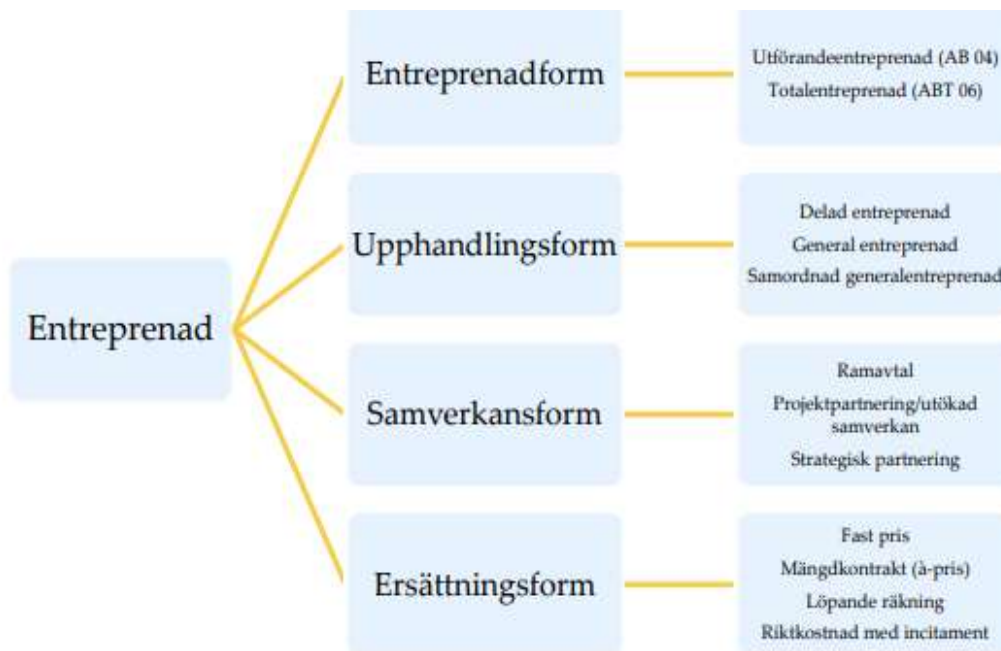 Entreprenad
Entreprenadform
Utförandeentreprenad (AB 04)
Totalentreprenad (ABT 06)
Upphandlingsform
Delad entreprenad
General entreprenad
Samordnad generalentreprenad
Samverkansform
Ramavtal
Projektpartnering/utökad
samverkan
Strategisk partnering
Ersättningsform
Fast pris
Mängdkontrakt (à-pris)
Löpande räkning
Riktkostnad med incitament